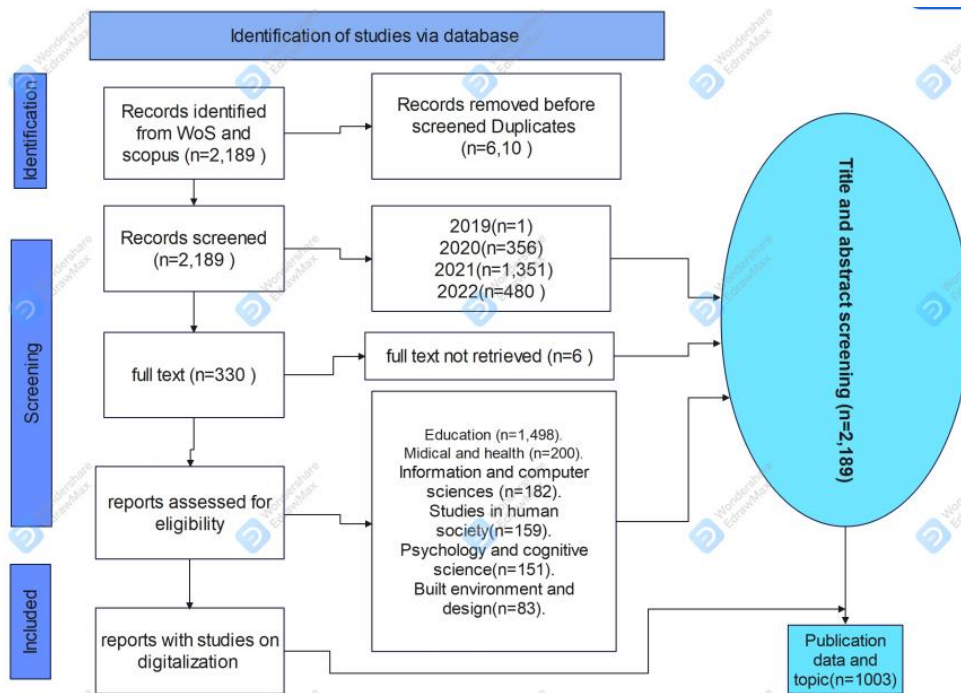 Identification of studies via database
Identification
Records identified
from WoS and
scopus (n=2,189 )
Records removed before
screened Duplicates
(n=6,10 )
Screening
Records screened
(n=2,189 )
2019(n=1)
2020(n=356)
2021(n=1,351)
2022(n=480 )
full text (n=330 )
full text not retrieved (n=6 )
reports assessed for
eligibility
Education (n=1,498).
Midical and health (n=200).
Information and computer
sciences (n=182).
Studies in human
society(n=159).
Psychology and cognitive
science(n=151).
Built environment and
design(n=83).
Title and abstract screening (n=2,189)
Included
reports with studies on
digitalization
Publication
data and
topic(n=1003)
Wondershare
EdrawMax